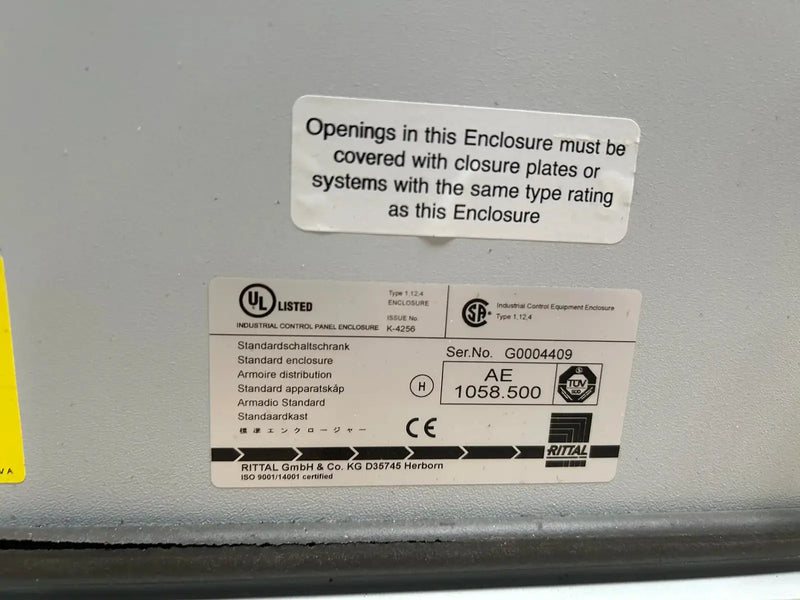 Openings in this Enclosure must be
covered with closure plates or
systems with the same type rating
as this Enclosure
UL LISTED
INDUSTRIAL CONTROL PANEL ENCLOSURE
Type 1,12,4
ENCLOSURE
ISSUE No.
K-4256
SA
Industrial Control Equipment Enclosure
Type 1,12,4
Standardschaltschrank
Standard enclosure
Armoire distribution
Standard apparatskåp
Armadio Standard
Standaardkast
標準エンクロージャー
Ser.No. G0004409
H
AE
1058.500
TÜV
CE
RITTAL
RITTAL GmbH & Co. KG D35745 Herborn
ISO 9001/14001 certified
VA